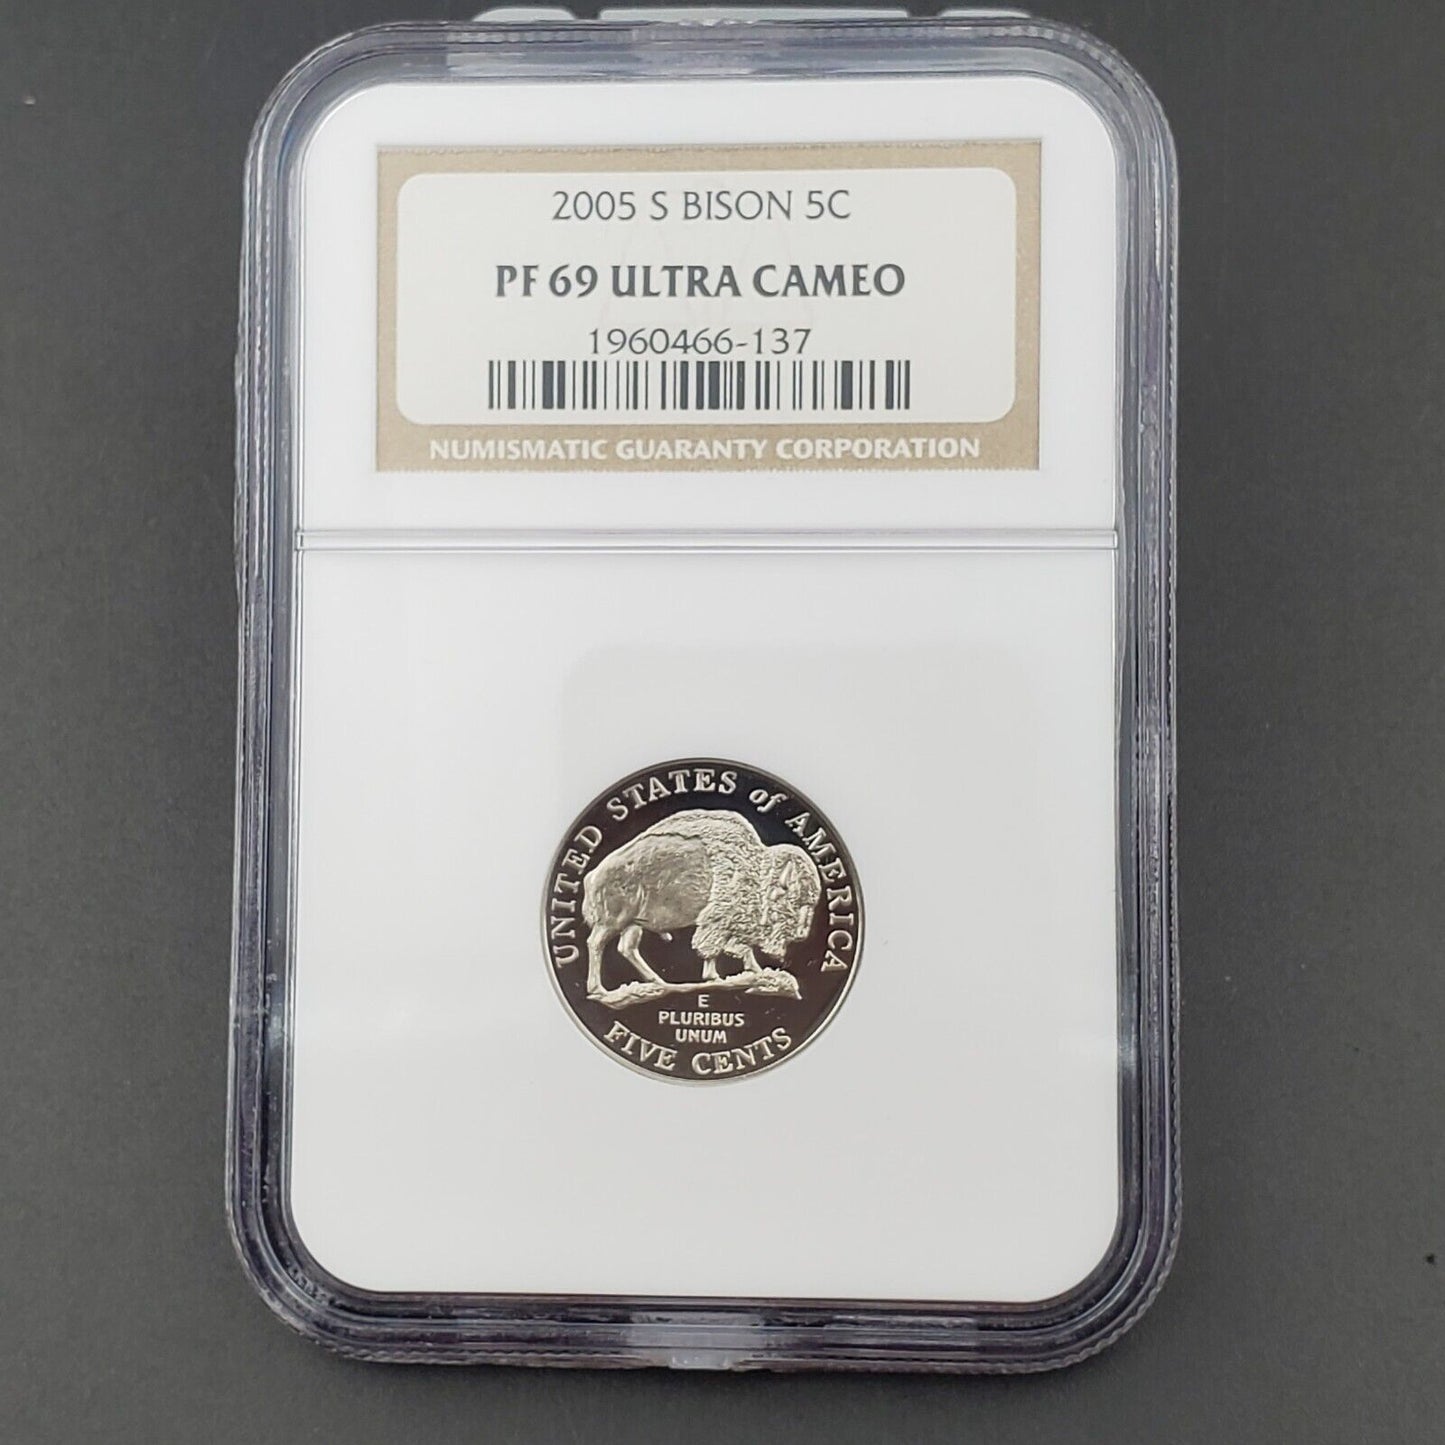 2005 S BISON 5C
PF 69 ULTRA CAMEO
1960466-137
NUMISMATIC GUARANTY CORPORATION
UNITED STATES of AMERICA
E
PLURIBUS
UNUM
FIVE CENTS